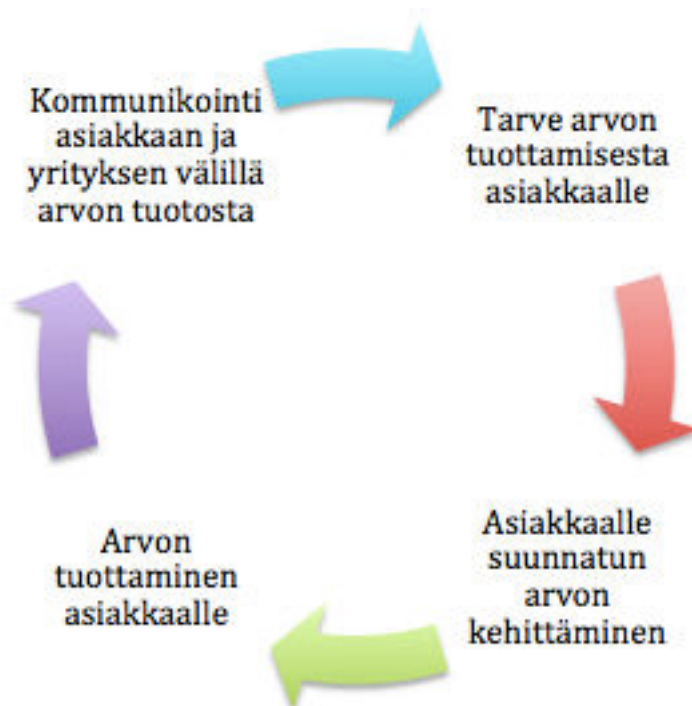 Kommunikointi
asiakkaan ja
yrityksen välillä
arvon tuotosta
Tarve arvon
tuottamisesta
asiakkaalle
Asiakkaalle
suunnatun
arvon
kehittäminen
Arvon
tuottaminen
asiakkaalle